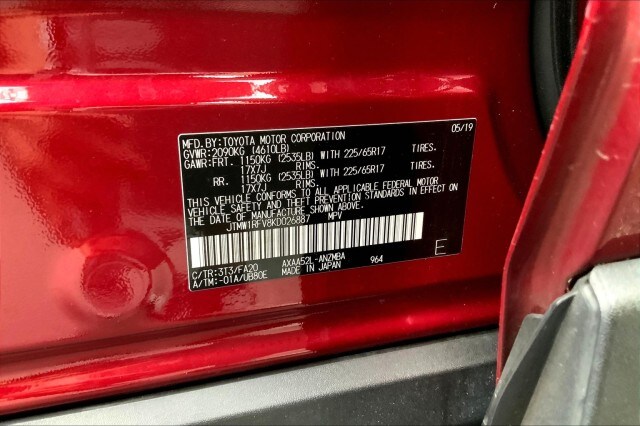 MFD.BY:TOYOTA MOTOR CORPORATION 05/19
GVWR:2090KG (4610LB)
GAWR:FRT. 1150KG (2535LB) WITH 225/65R17 TIRES.
17X7J RIMS.
RR. 1150KG (2535LB) WITH 225/65R17 TIRES.
17X7J RIMS.
THIS VEHICLE CONFORMS TO ALL APPLICABLE FEDERAL MOTOR
VEHICLE SAFETY AND THEFT PREVENTION STANDARDS IN EFFECT ON
THE DATE OF MANUFACTURE SHOWN ABOVE.
JTMW1RFV8KD026887 MPV
E
C/TR:3T3/FA20 AXAA52L-ANZMBA 964
A/TM:-01A/UB80E MADE IN JAPAN